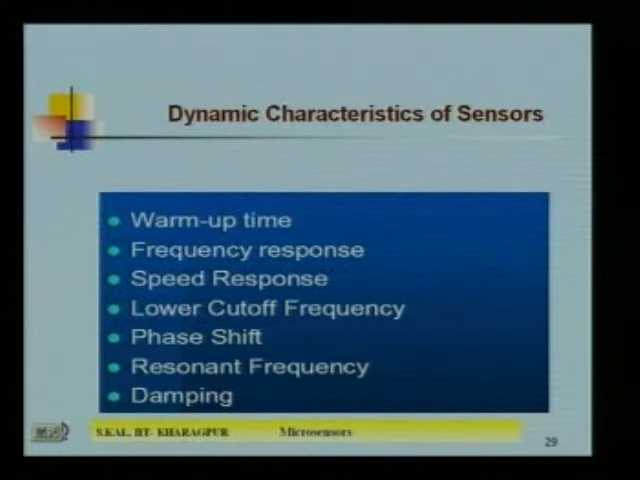 Dynamic Characteristics of Sensors
Warm-up time
Frequency response
Speed Response
Lower Cutoff Frequency
Phase Shift
Resonant Frequency
Damping
S.KAL, IIT- KHARAGPUR Microsensors
29